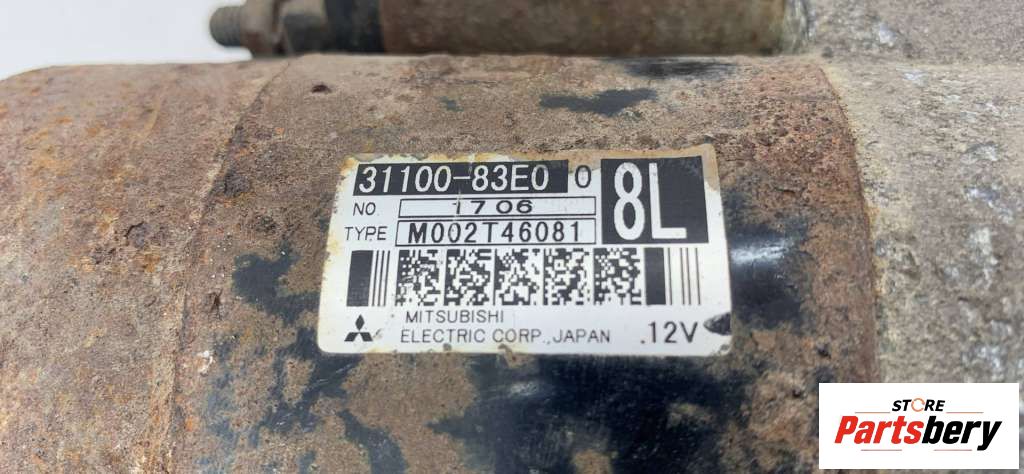 31100-83E0 0
8L
NO. 1706
TYPE M002T46081
MITSUBISHI
ELECTRIC CORP., JAPAN .12V
STORE
Partsbery